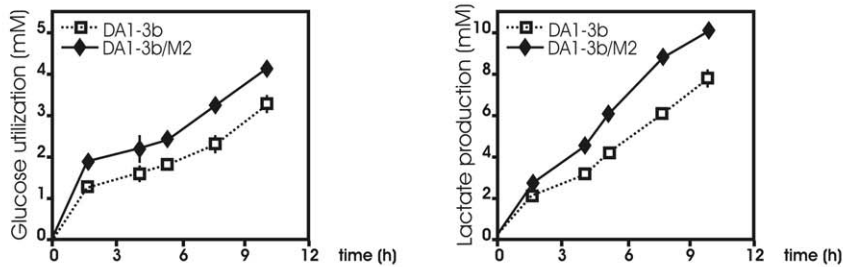 Glucose utilization (mM)
5
4
3
2
1
0
DA1-3b
DA1-3b/M2
0 3 6 9 12 time (h)
Lactate production (mM)
10
8
6
4
2
0
DA1-3b
DA1-3b/M2
0 3 6 9 12 time (h)